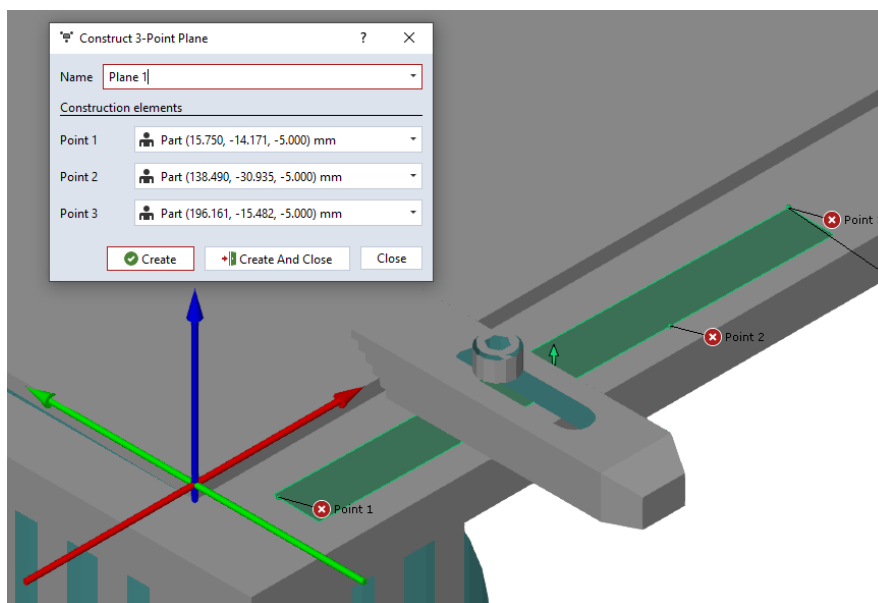 Construct 3-Point Plane ?
Name Plane 1
Construction elements
Point 1 Part (15.750, -14.171, -5.000) mm
Point 2 Part (138.490, -30.935, -5.000) mm
Point 3 Part (196.161, -15.482, -5.000) mm
Create Create And Close Close
Point
Point 2
Point 1